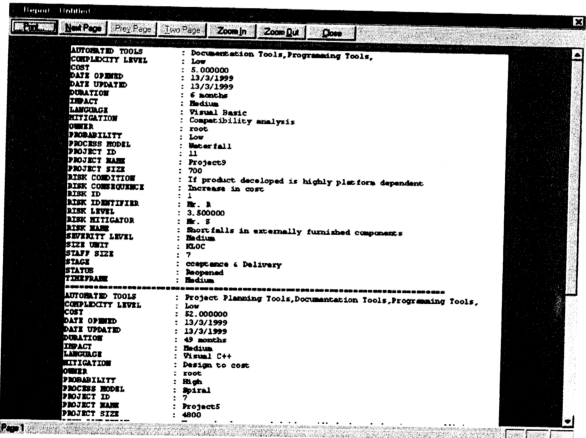 Report Untitled
Next Page Prev Page Two Page Zoom In Zoom Out Close
AUTOMATED TOOLS : Documentation Tools,Programming Tools,
COMPLEXITY LEVEL : Low
COST : 5.000000
DATE OPENED : 13/3/1999
DATE UPDATED : 13/3/1999
DURATION : 6 months
IMPACT : Medium
LANGUAGE : Visual Basic
MITIGATION : Compatibility analysis
OWNER : root
PROBABILITY : Low
PROCESS MODEL : Waterfall
PROJECT ID : 11
PROJECT NAME : Project9
PROJECT SIZE : 700
RISK CONDITION : If product decoloped is highly platform dependent
RISK CONSEQUENCE : Increase in cost
RISK ID : 1
RISK IDENTIFIER : Mr. R
RISK LEVEL : 3.500000
RISK MITIGATOR : Mr. S
RISK NAME : Shortfalls in externally furnished components
SEVERITY LEVEL : Medium
SIZE UNIT : KLOC
STAFF SIZE : 7
STAGE : cceptance & Delivery
STATUS : Reopened
TIMEFRAME : Medium
AUTOMATED TOOLS : Project Planning Tools,Documentation Tools,Programming Tools,
COMPLEXITY LEVEL : Low
COST : 52.000000
DATE OPENED : 13/3/1999
DATE UPDATED : 13/3/1999
DURATION : 49 months
IMPACT : Medium
LANGUAGE : Visual C++
MITIGATION : Design to cost
OWNER : root
PROBABILITY : High
PROCESS MODEL : Spiral
PROJECT ID : 7
PROJECT NAME : Project5
PROJECT SIZE : 4800
Page 1